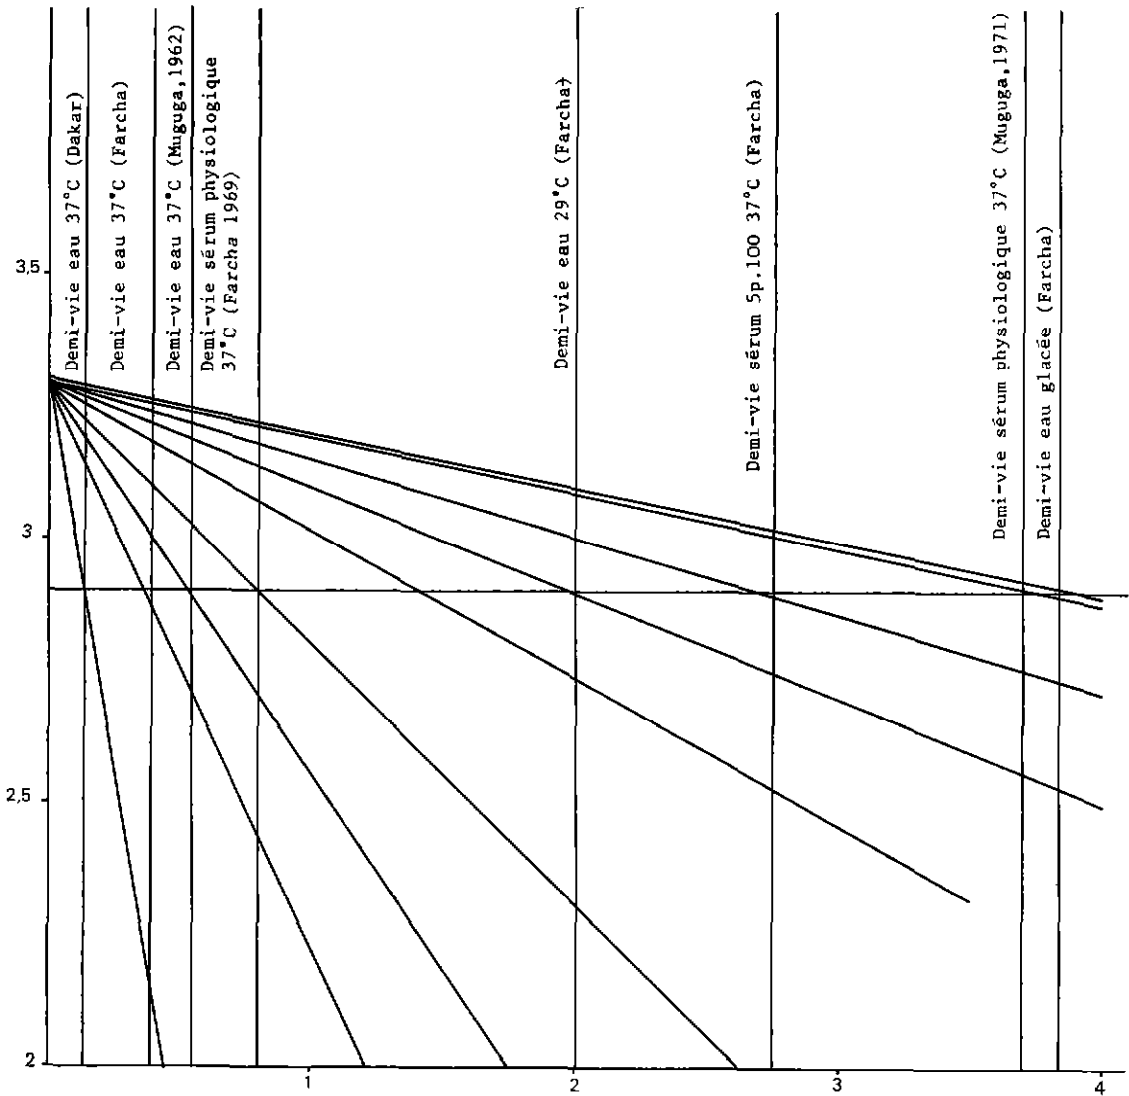 Demi-vie eau 37°C (Dakar)
Demi-vie eau 37°C (Farcha)
Demi-vie eau 37°C (Muguga,1962)
Demi-vie sérum physiologique
37°C (Farcha 1969)
Demi-vie eau 29°C (Farcha)
Demi-vie sérum 5p.100 37°C (Farcha)
Demi-vie sérum physiologique 37°C (Muguga,1971)
Demi-vie eau glacée (Farcha)
3,5
3
2,5
2
1
2
3
4